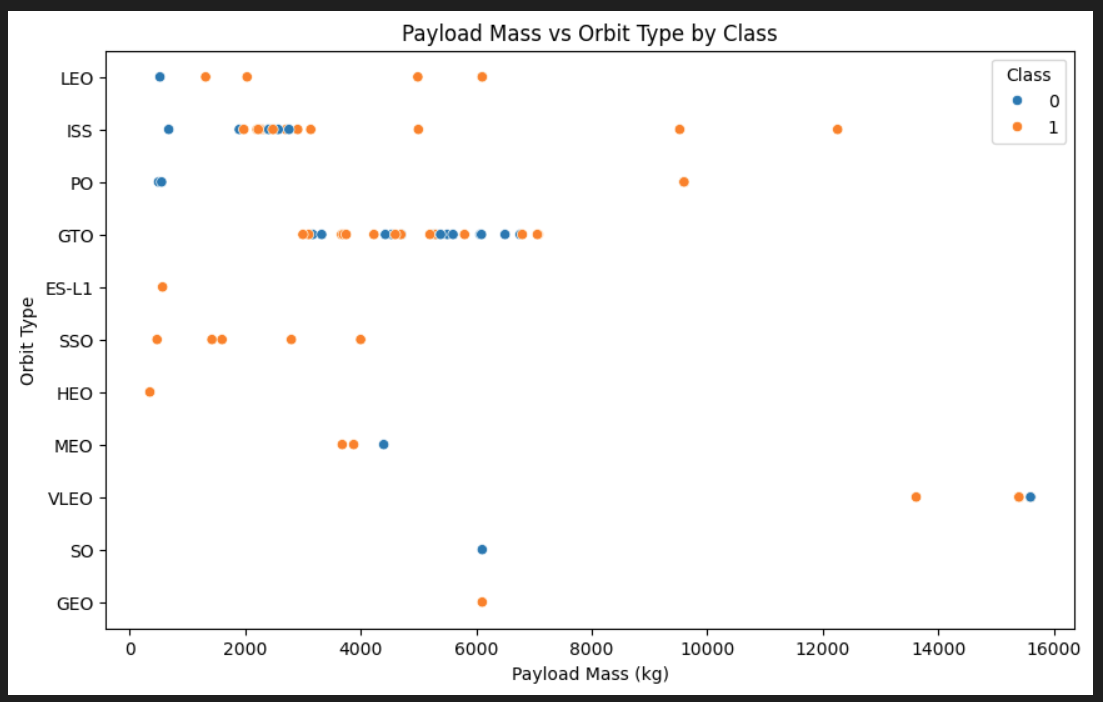 Payload Mass vs Orbit Type by Class
Class
0
1
Orbit Type
LEO
ISS
PO
GTO
ES-L1
SSO
HEO
MEO
VLEO
SO
GEO
0 2000 4000 6000 8000 10000 12000 14000 16000
Payload Mass (kg)